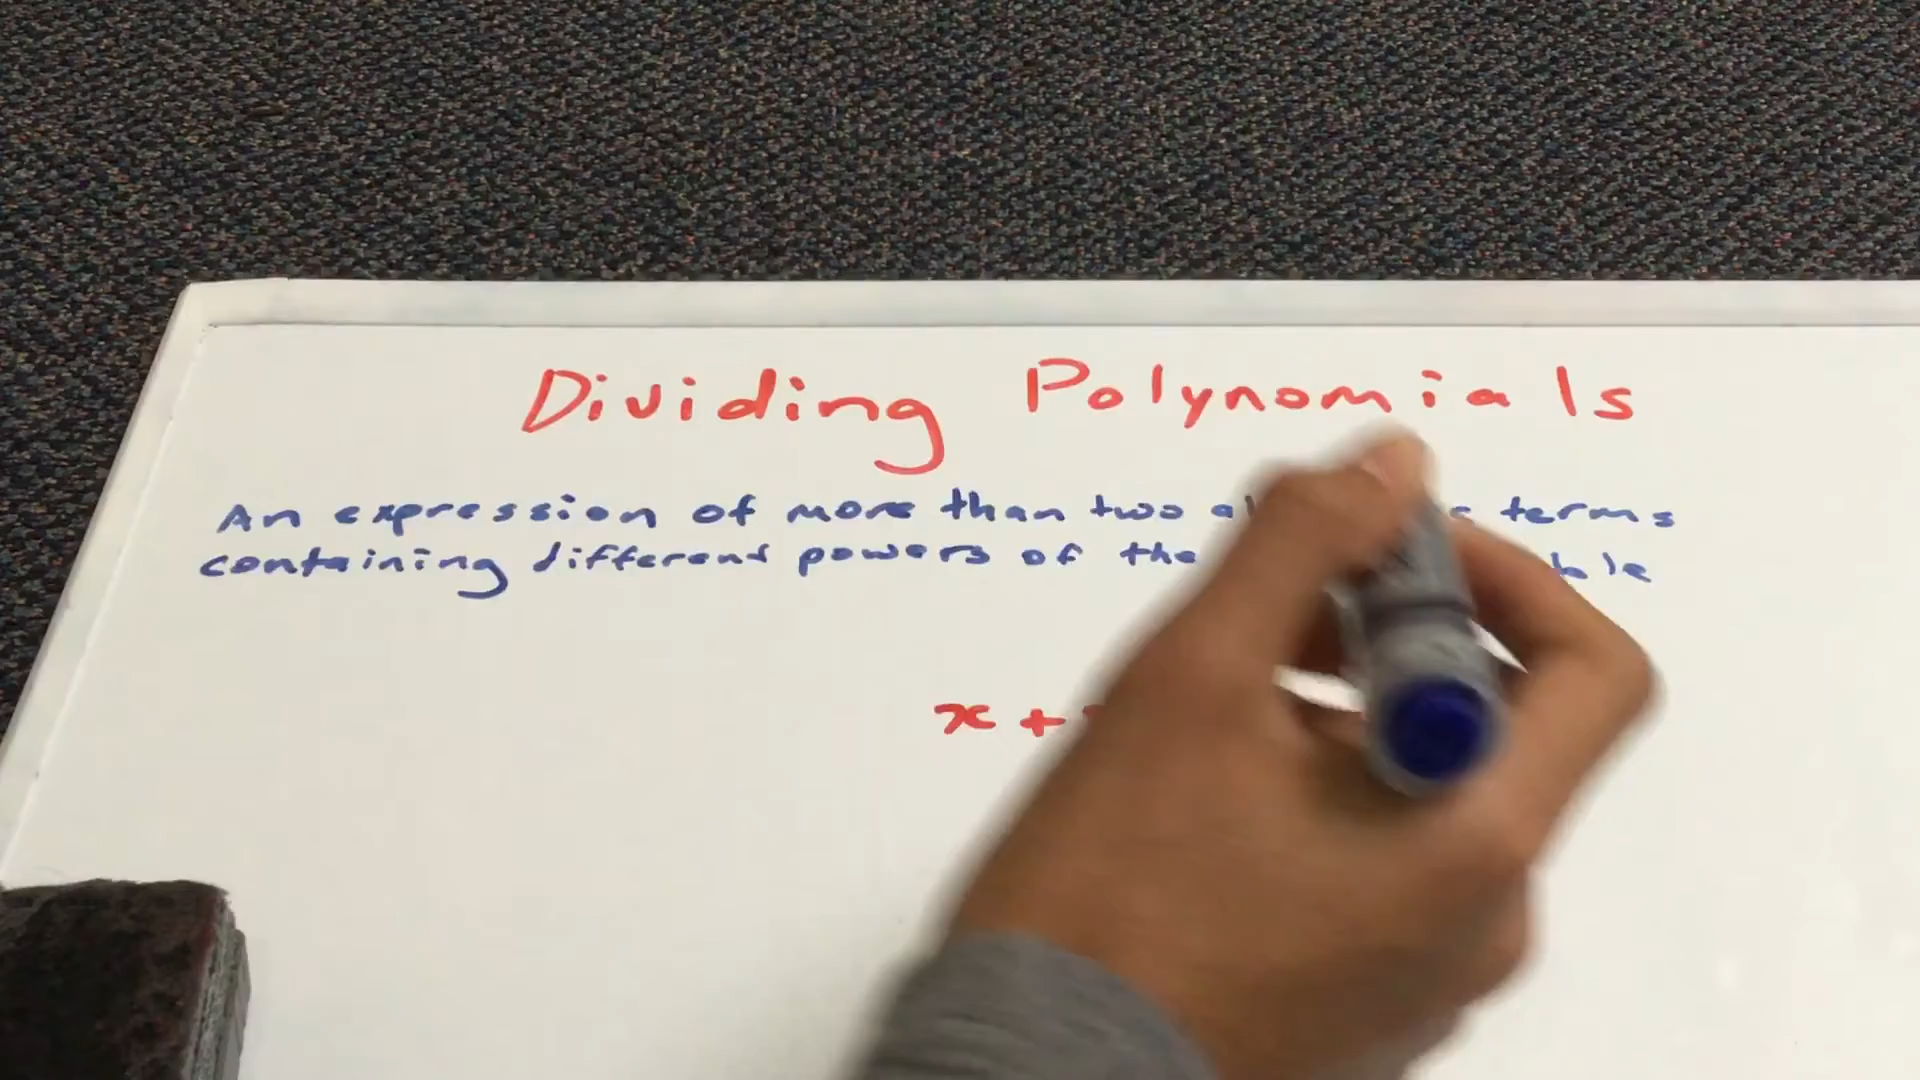 Dividing Polynomials
An expression of more than two terms
containing different powers of the
x +